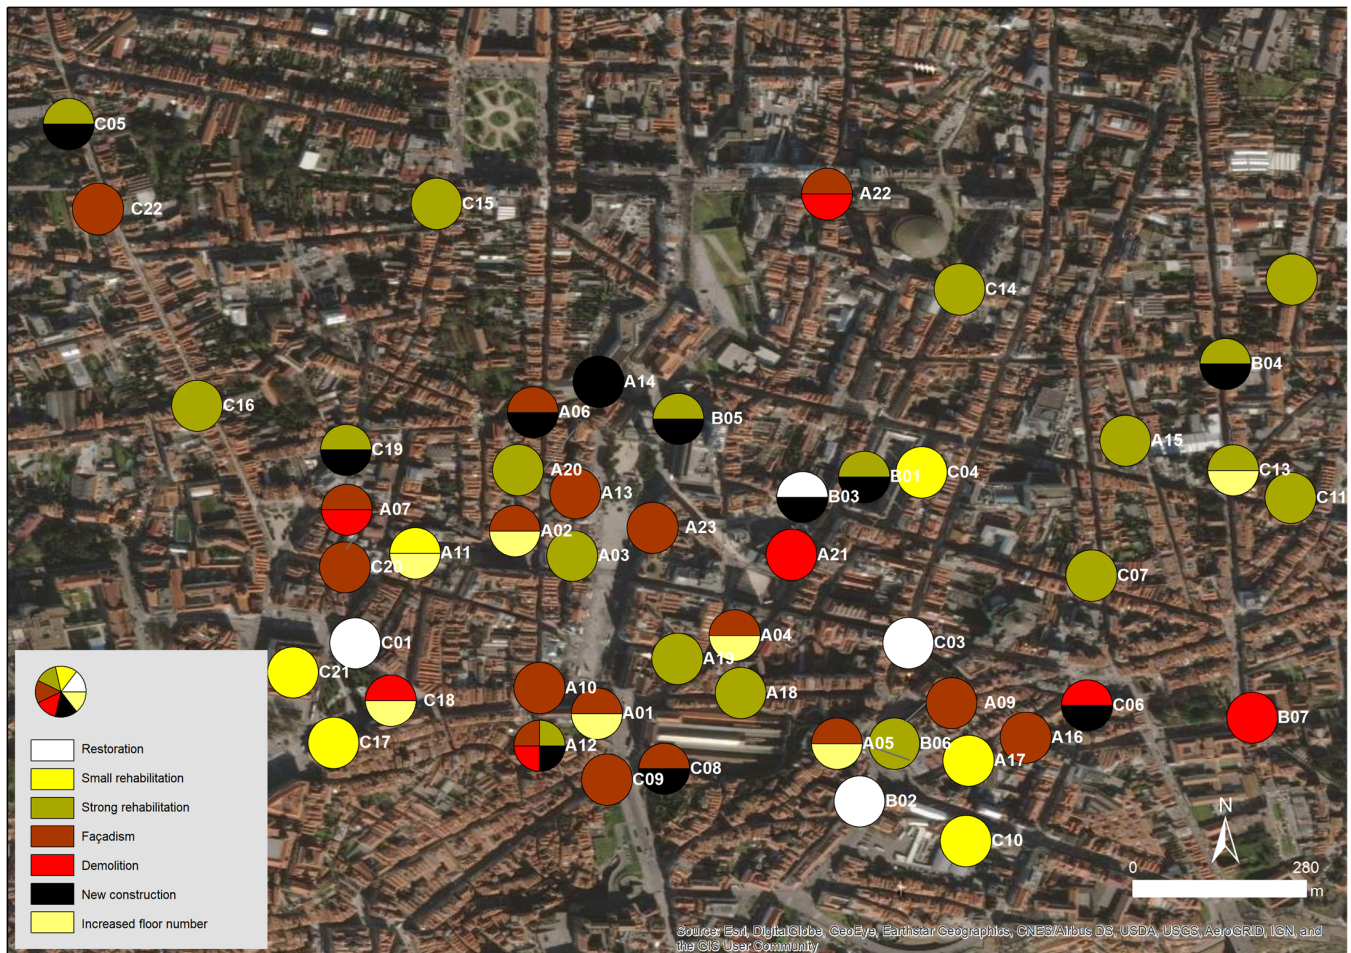 C05
C22
C15
A22
C14
B04
A14
C16
A06
B05
C19
A15
A20
C04
C13
B01
A13
B03
C11
A07
A02
A23
A11
A03
A21
C20
C07
A04
C01
C03
A19
C21
A10
A18
C18
A09
C06
A01
B07
A16
C17
A12
A05
B06
A17
C08
C09
B02
C10
Restoration
Small rehabilitation
Strong rehabilitation
Façadism
Demolition
New construction
Increased floor number
N
0 280
m
Source: Esri, DigitalGlobe, GeoEye, Earthstar Geographics, CNES/Airbus DS, USDA, USGS, AeroGRID, IGN, and
the GIS User Community